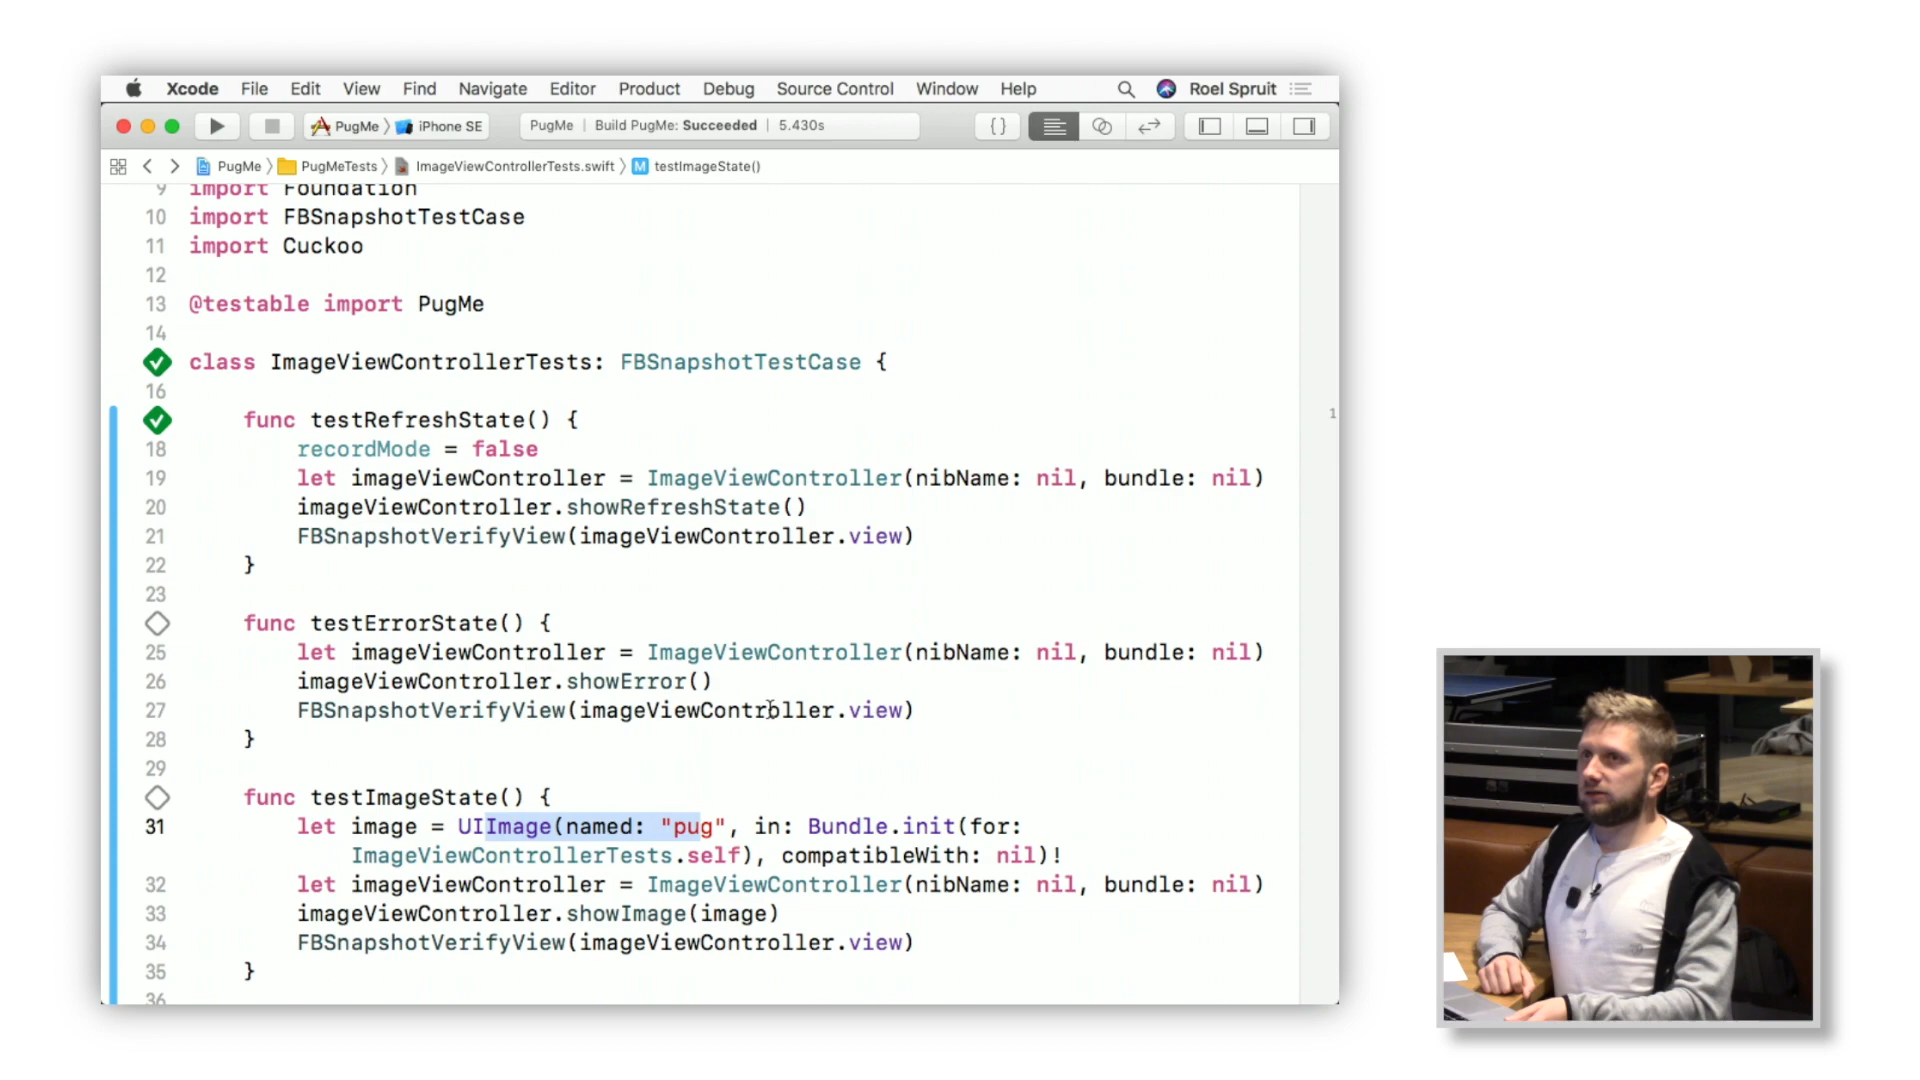 Xcode File Edit View Find Navigate Editor Product Debug Source Control Window Help Roel Spruit
PugMe iPhone SE PugMe | Build PugMe: Succeeded | 5.430s {}
PugMe PugMeTests ImageViewControllerTests.swift M testImageState()
9 import Foundation
10 import FBSnapshotTestCase
11 import Cuckoo
12
13 @testable import PugMe
14
class ImageViewControllerTests: FBSnapshotTestCase {
16
func testRefreshState() { 1
18 recordMode = false
19 let imageViewController = ImageViewController(nibName: nil, bundle: nil)
20 imageViewController.showRefreshState()
21 FBSnapshotVerifyView(imageViewController.view)
22 }
23
func testErrorState() {
25 let imageViewController = ImageViewController(nibName: nil, bundle: nil)
26 imageViewController.showError()
27 FBSnapshotVerifyView(imageViewController.view)
28 }
29
func testImageState() {
31 let image = UIImage(named: "pug", in: Bundle.init(for:
ImageViewControllerTests.self), compatibleWith: nil)!
32 let imageViewController = ImageViewController(nibName: nil, bundle: nil)
33 imageViewController.showImage(image)
34 FBSnapshotVerifyView(imageViewController.view)
35 }
36